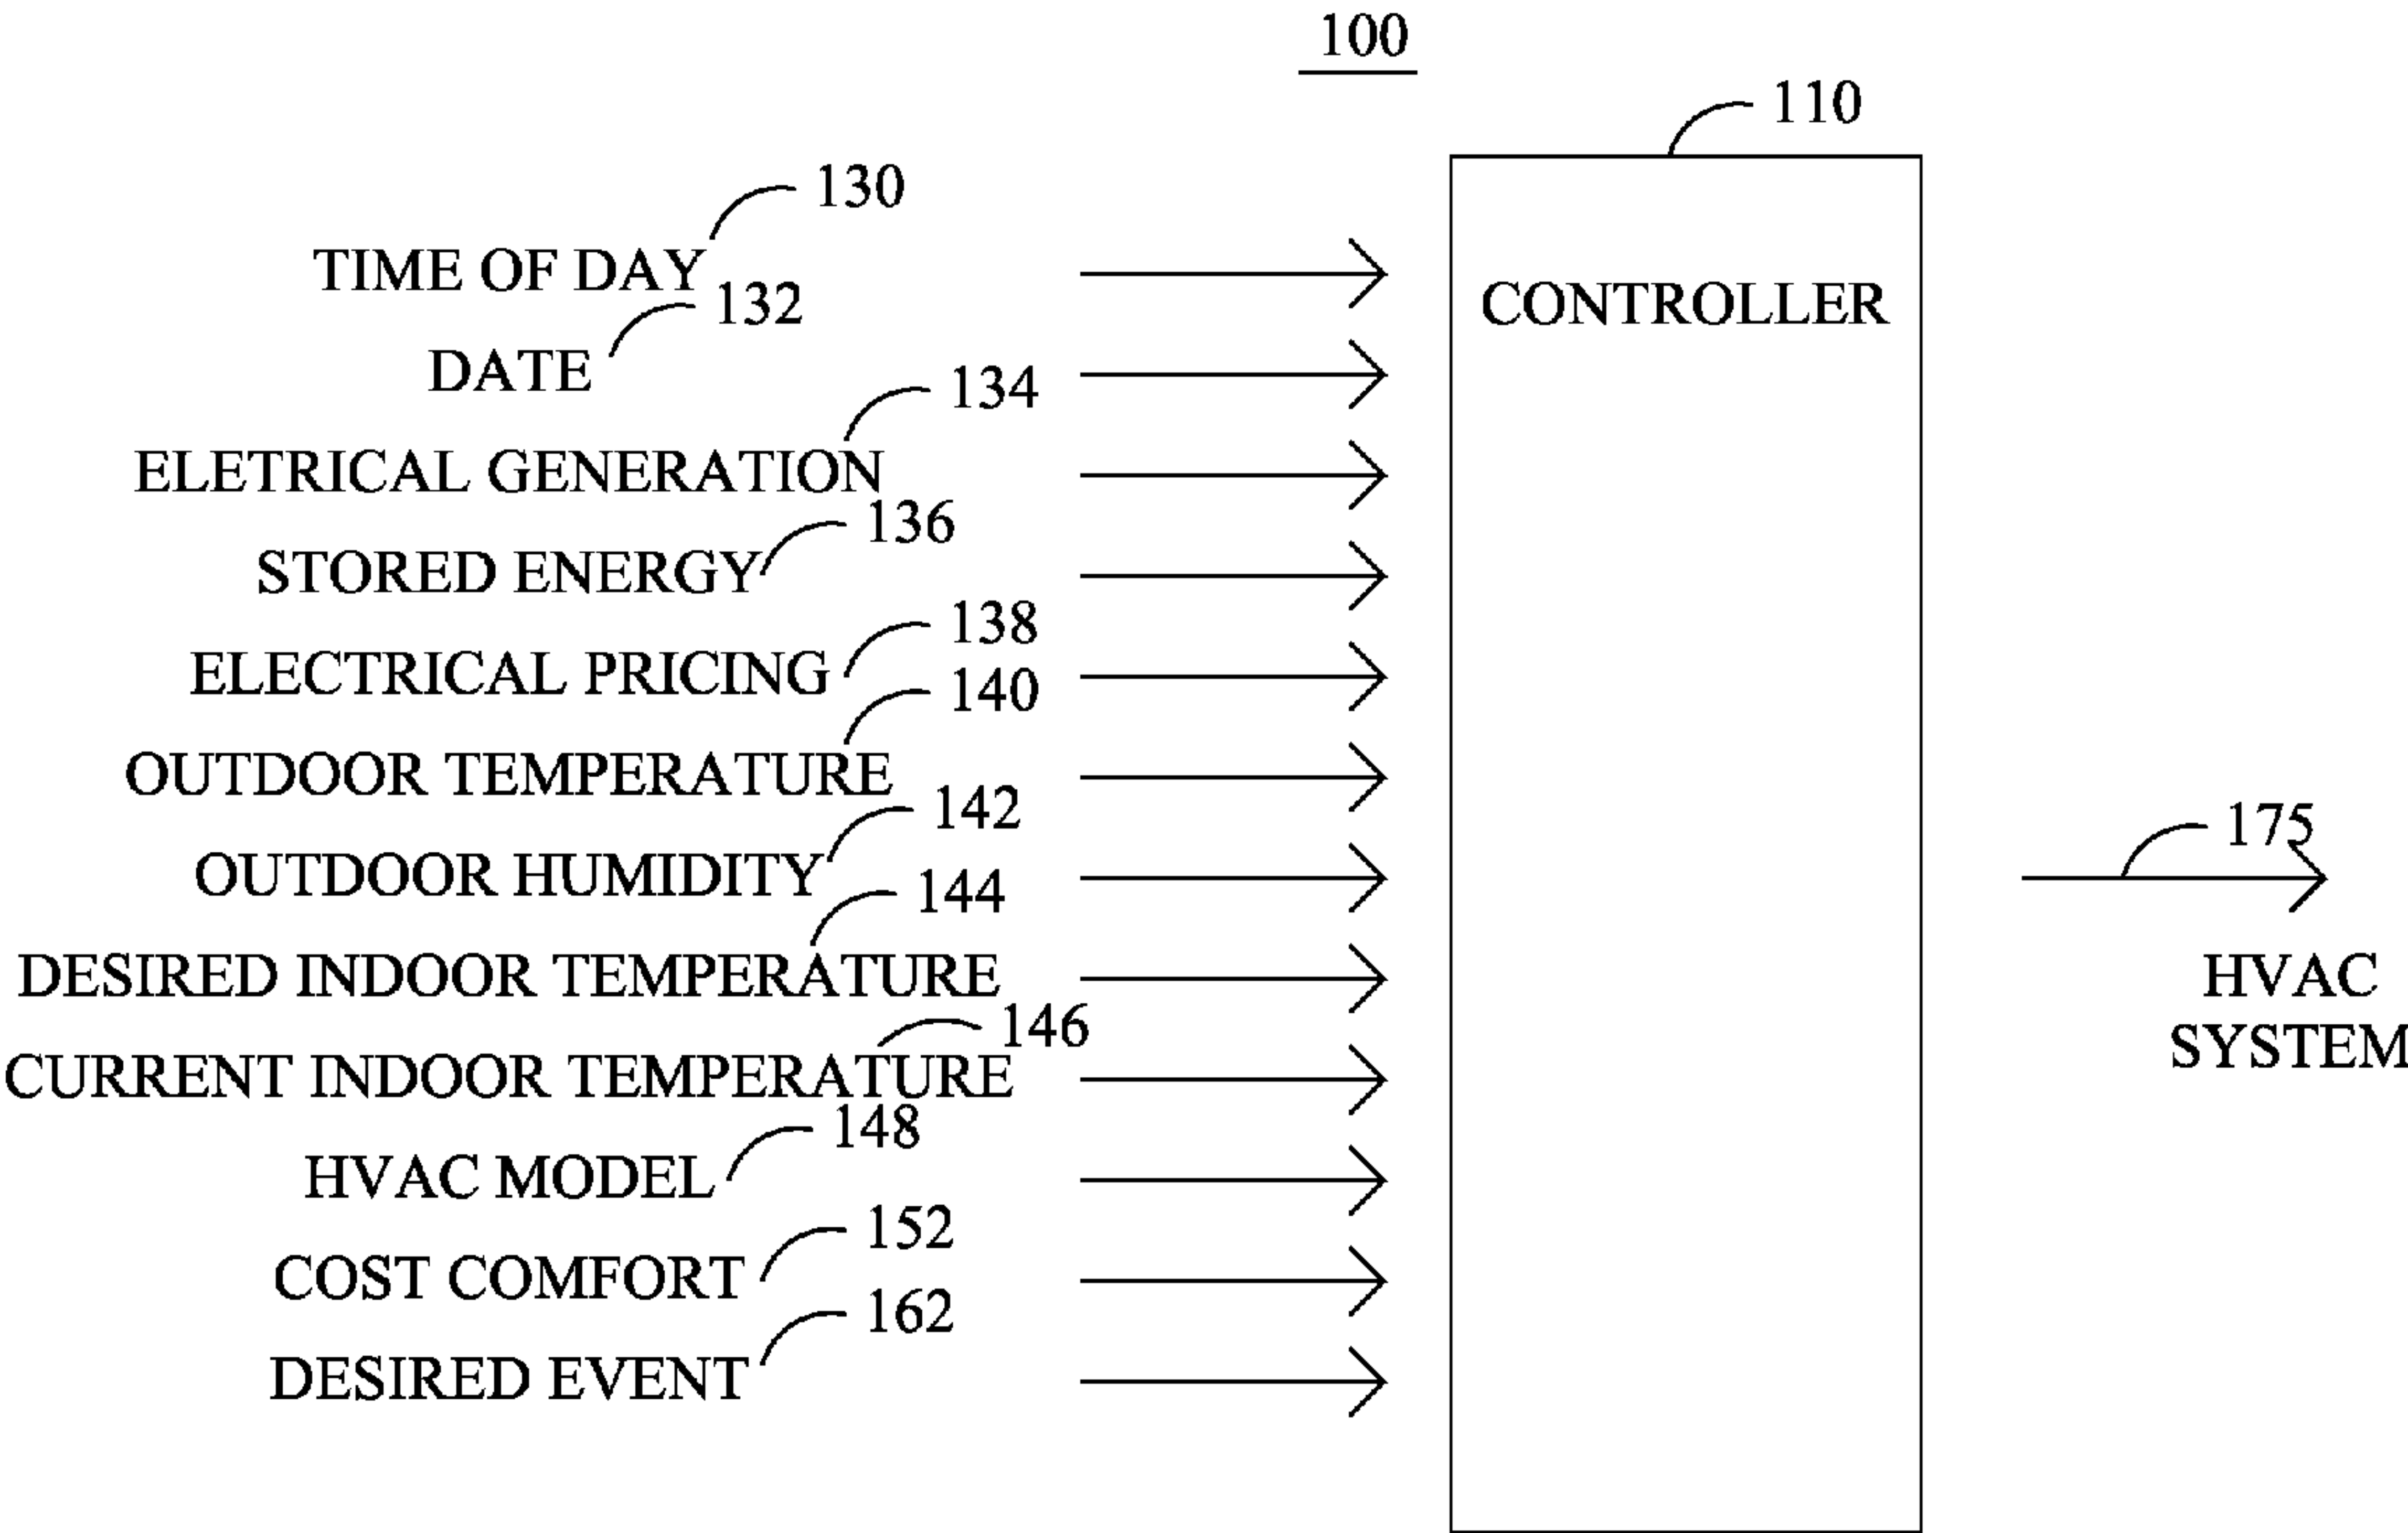 100
110
130
TIME OF DAY
CONTROLLER
132
DATE
134
ELETRICAL GENERATION
136
STORED ENERGY
138
ELECTRICAL PRICING
140
OUTDOOR TEMPERATURE
142
OUTDOOR HUMIDITY
175
144
DESIRED INDOOR TEMPERATURE
HVAC
SYSTEM
146
CURRENT INDOOR TEMPERATURE
148
HVAC MODEL
152
COST COMFORT
162
DESIRED EVENT